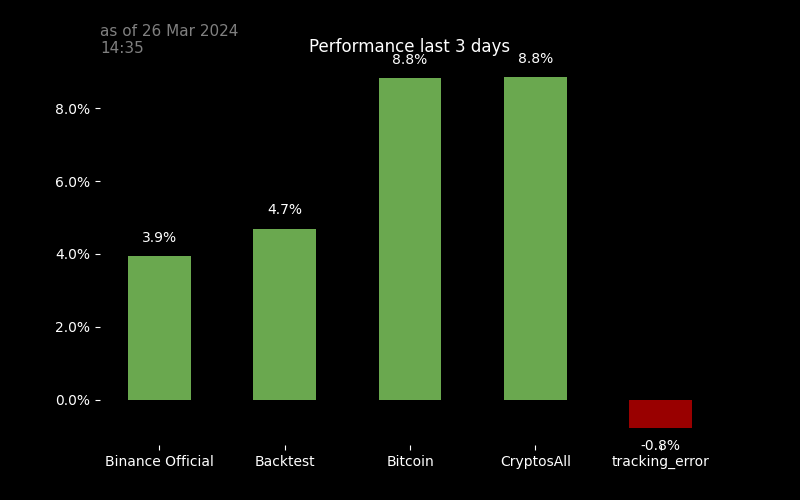 as of 26 Mar 2024
14:35
Performance last 3 days
8.8%
8.8%
8.0%
6.0%
4.7%
3.9%
4.0%
2.0%
0.0%
-0.8%
Binance Official
Backtest
Bitcoin
CryptosAll
tracking_error